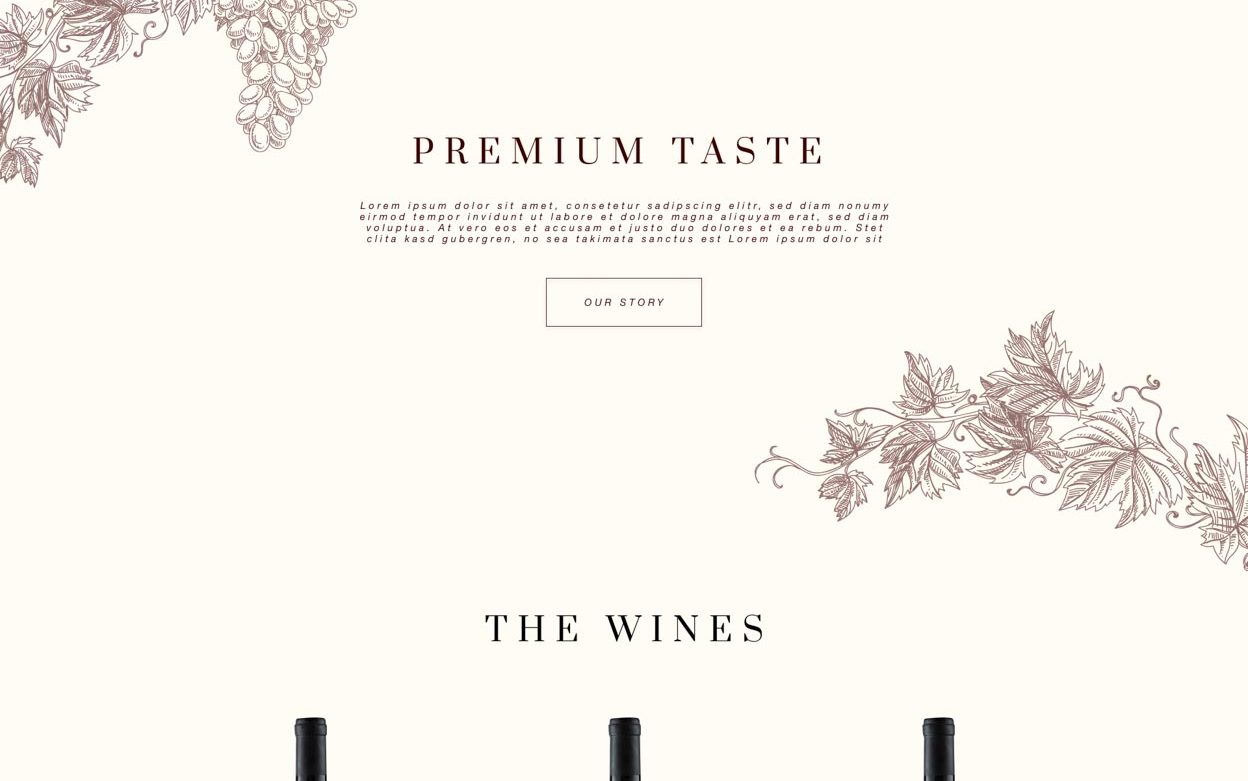 PREMIUM TASTE
Lorem ipsum dolor sit amet, consetetur sadipscing elitr, sed diam nonumy
eirmod tempor invidunt ut labore et dolore magna aliquyam erat, sed diam
voluptua. At vero eos et accusam et justo duo dolores et ea rebum. Stet
clita kasd gubergren, no sea takimata sanctus est Lorem ipsum dolor sit
OUR STORY
THE WINES